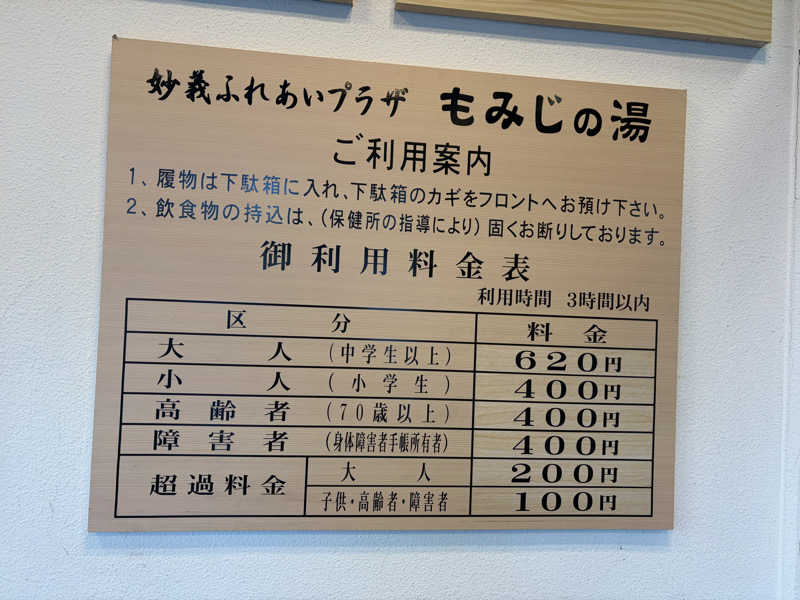 妙義ふれあいプラザ もみじの湯
ご利用案内
1、履物は下駄箱に入れ、下駄箱のカギをフロントへお預け下さい。
2、飲食物の持込は、(保健所の指導により) 固くお断りしております。
御利用料金表
利用時間 3時間以内
区分 料金
大人 (中学生以上) 620円
小人 (小学生) 400円
高齢者 (70歳以上) 400円
障害者 (身体障害者手帳所有者) 400円
超過料金 大人 200円
子供・高齢者・障害者 100円